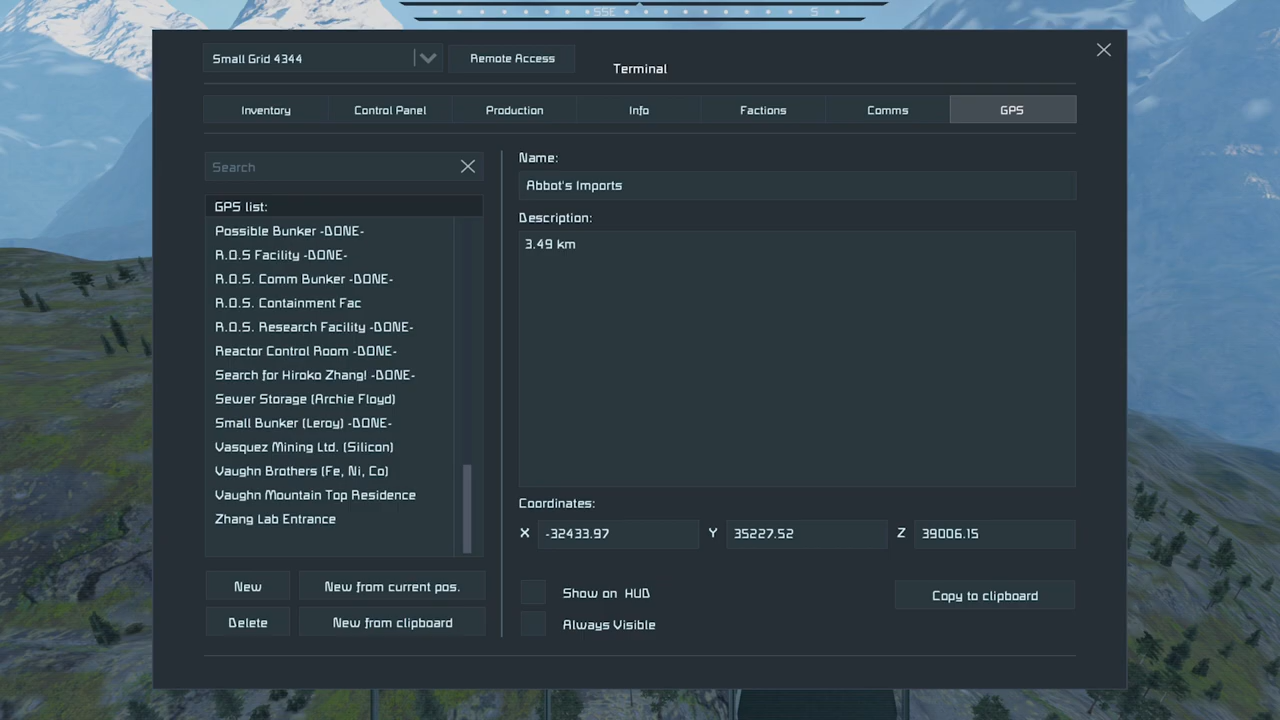 SSE S
Small Grid 4344
Remote Access
Terminal
Inventory
Control Panel
Production
Info
Factions
Comms
GPS
Search
GPS list:
Possible Bunker -DONE-
R.O.S. Facility -DONE-
R.O.S. Comm Bunker -DONE-
R.O.S. Containment Fac
R.O.S. Research Facility -DONE-
Reactor Control Room -DONE-
Search for Hiroko Zhang! -DONE-
Sewer Storage (Archie Floyd)
Small Bunker (Leroy) -DONE-
Vasquez Mining Ltd. (Silicon)
Vaughn Brothers (Fe, Ni, Co)
Vaughn Mountain Top Residence
Zhang Lab Entrance
New
New from current pos.
Delete
New from clipboard
Name:
Abbot's Imports
Description:
3.49 km
Coordinates:
X -32433.97 Y 35227.52 Z 39006.15
Show on HUD
Copy to clipboard
Always Visible